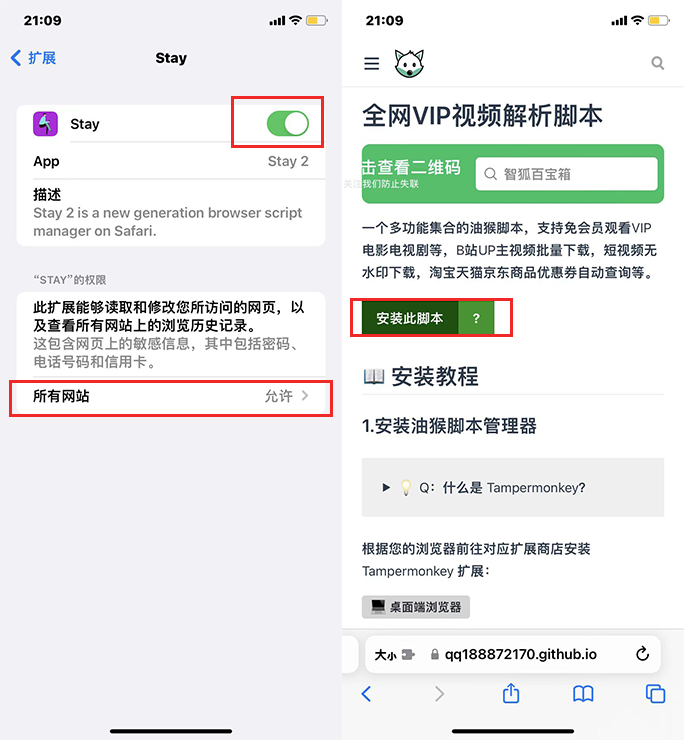 21:09
扩展
Stay
Stay
App
Stay 2
描述
Stay 2 is a new generation browser script
manager on Safari.
“STAY”的权限
此扩展能够读取和修改您所访问的网页，以
及查看所有网站上的浏览历史记录。
这包含网页上的敏感信息，其中包括密码、
电话号码和信用卡。
所有网站
允许
21:09
全网VIP视频解析脚本
击查看二维码
关注我们防止失联
智狐百宝箱
一个多功能集合的油猴脚本，支持免会员观看VIP
电影电视剧等，B站UP主视频批量下载，短视频无
水印下载，淘宝天猫京东商品优惠券自动查询等。
安装此脚本
?
📖 安装教程
1.安装油猴脚本管理器
▶ 💡 Q：什么是 Tampermonkey?
根据您的浏览器前往对应扩展商店安装
Tampermonkey 扩展：
💻 桌面端浏览器
大小
qq188872170.github.io